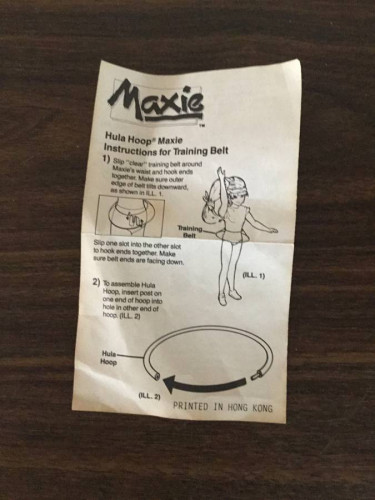 Maxie
TM
Hula Hoop® Maxie
Instructions for Training Belt
1) Slip "clear" training belt around
Maxie's waist and hook ends
together. Make sure outer
edge of belt tilts downward,
as shown in ILL. 1.
Training
Belt
Slip one slot into the other slot
to hook ends together. Make
sure belt ends are facing down.
(ILL. 1)
2) To assemble Hula
Hoop, insert post on
one end of hoop into
hole in other end of
hoop. (ILL. 2)
Hula
Hoop
(ILL. 2)
PRINTED IN HONG KONG